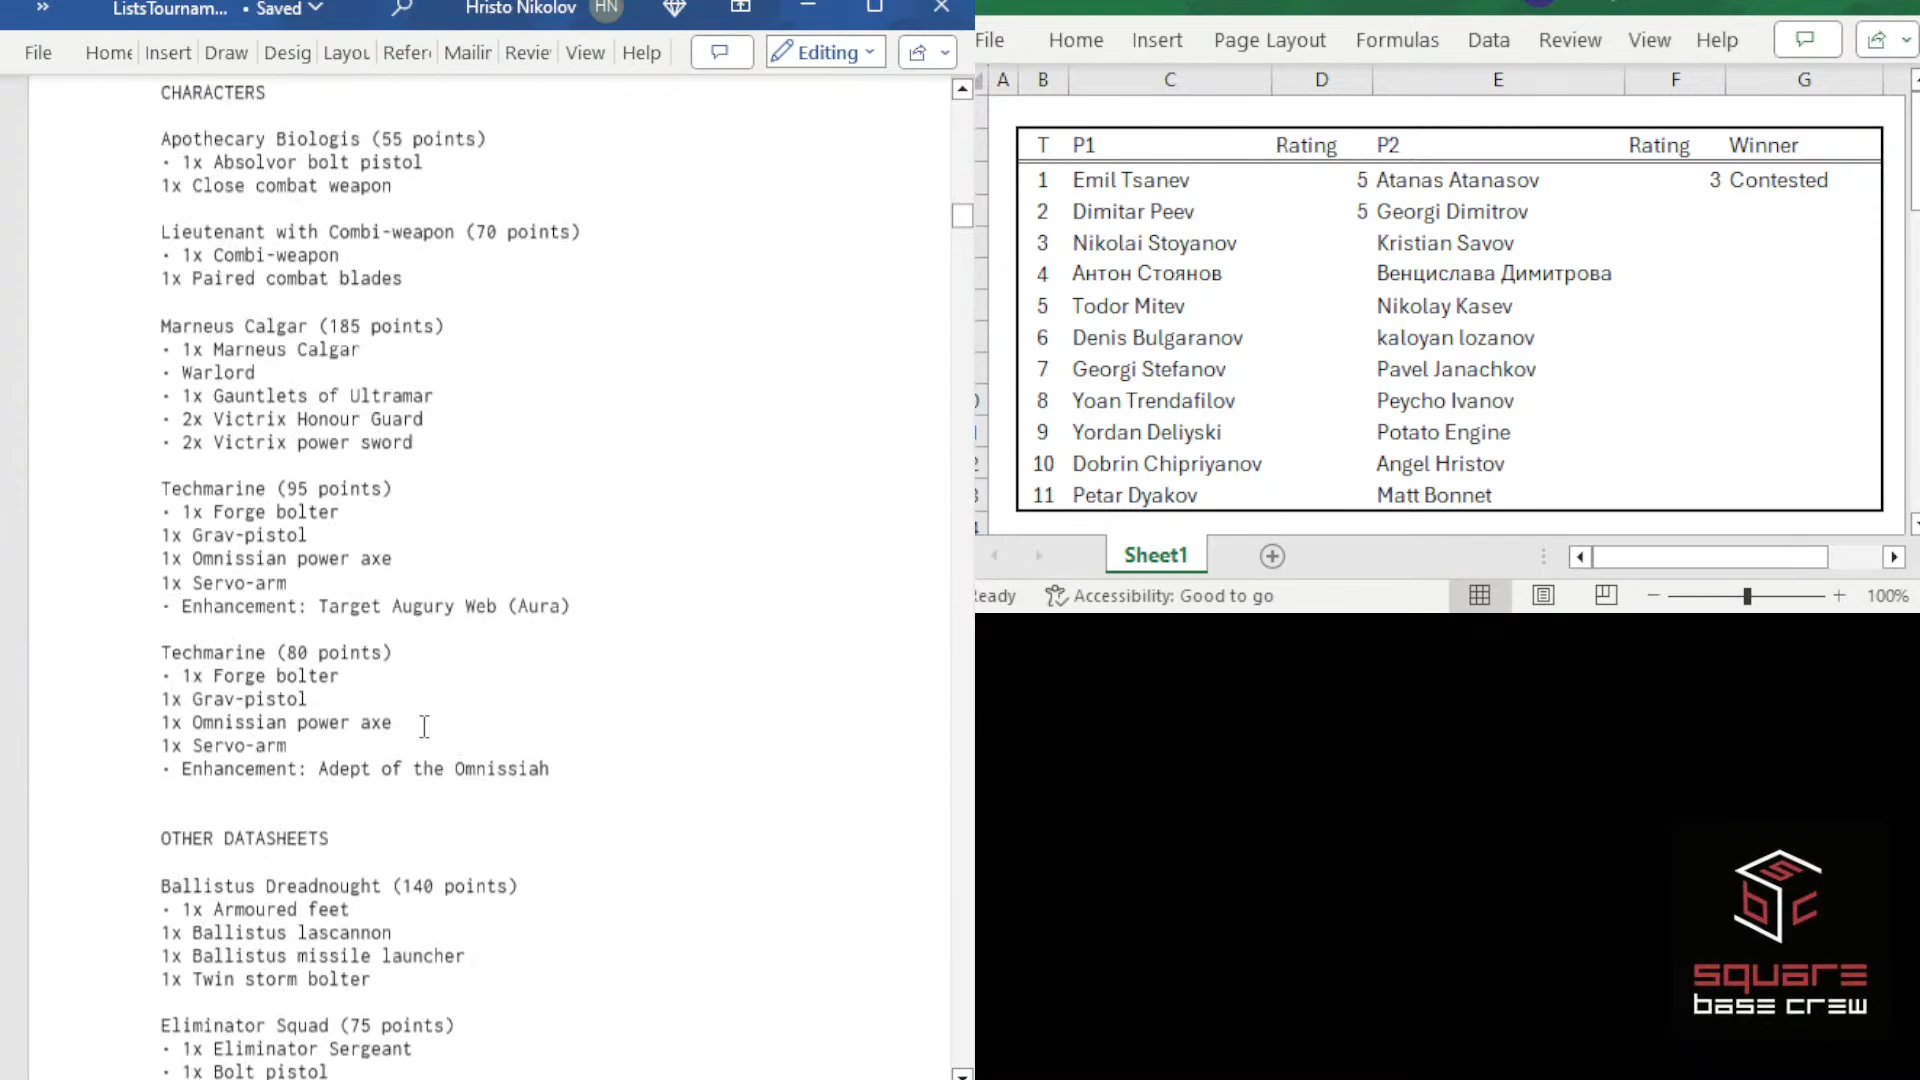 ListsTournam... • Saved
Hristo Nikolov
HN
File Home Insert Draw Desig Layou Refer Mailin Revie View Help
Editing
CHARACTERS
Apothecary Biologis (55 points)
• 1x Absolvor bolt pistol
1x Close combat weapon
Lieutenant with Combi-weapon (70 points)
• 1x Combi-weapon
1x Paired combat blades
Marneus Calgar (185 points)
• 1x Marneus Calgar
• Warlord
• 1x Gauntlets of Ultramar
• 2x Victrix Honour Guard
• 2x Victrix power sword
Techmarine (95 points)
• 1x Forge bolter
1x Grav-pistol
1x Omnissian power axe
1x Servo-arm
• Enhancement: Target Augury Web (Aura)
Techmarine (80 points)
• 1x Forge bolter
1x Grav-pistol
1x Omnissian power axe
1x Servo-arm
• Enhancement: Adept of the Omnissiah
OTHER DATASHEETS
Ballistus Dreadnought (140 points)
• 1x Armoured feet
1x Ballistus lascannon
1x Ballistus missile launcher
1x Twin storm bolter
Eliminator Squad (75 points)
• 1x Eliminator Sergeant
• 1x Bolt pistol
File Home Insert Page Layout Formulas Data Review View Help
A B C D E F G
T P1 Rating P2 Rating Winner
1 Emil Tsanev 5 Atanas Atanasov 3 Contested
2 Dimitar Peev 5 Georgi Dimitrov
3 Nikolai Stoyanov Kristian Savov
4 Антон Стоянов Венцислава Димитрова
5 Todor Mitev Nikolay Kasev
6 Denis Bulgaranov kaloyan lozanov
7 Georgi Stefanov Pavel Janachkov
8 Yoan Trendafilov Peycho Ivanov
9 Yordan Deliyski Potato Engine
10 Dobrin Chipriyanov Angel Hristov
11 Petar Dyakov Matt Bonnet
Sheet1
eady Accessibility: Good to go 100%
sbc
square
base crew